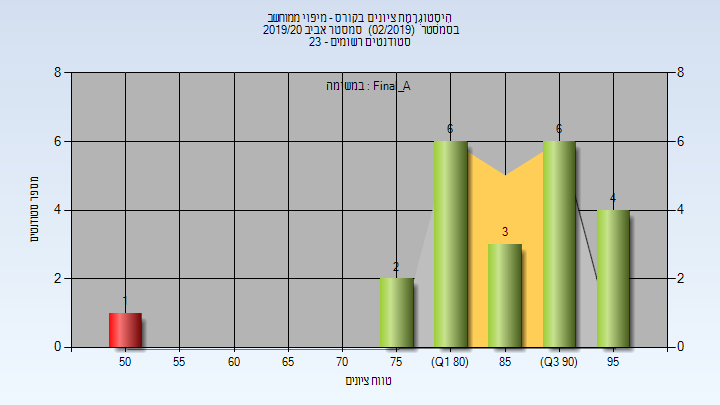 היסטוגרמת ציונים בקורס - מיפוי ממוחשב
בסמסטר (02/2019) סמסטר אביב 2019/20
סטודנטים רשומים - 23
במשימה : Final_A
מספר סטודנטים
8 8
6 6
4 4
2 2
0 0
1 2 6 3 6 4
50 55 60 65 70 75 (Q1 80) 85 (Q3 90) 95
טווח ציונים